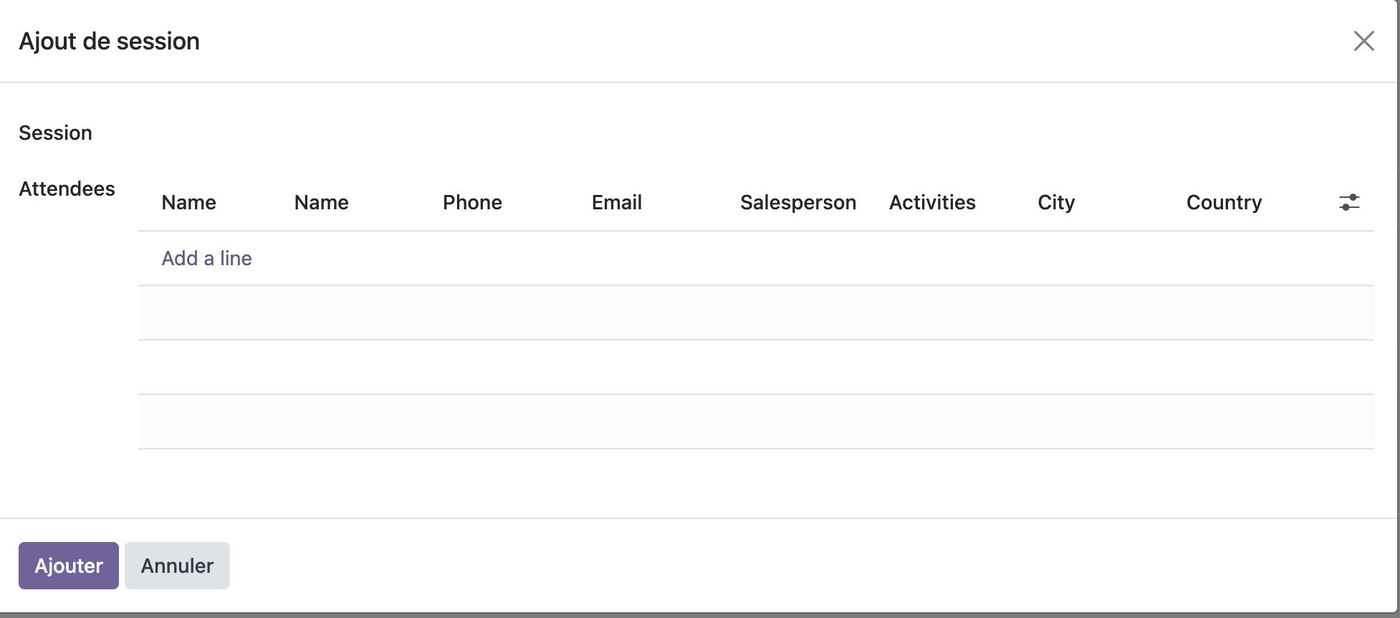 Ajout de session
Session
Attendees
Name Name Phone Email Salesperson Activities City Country
Add a line
Ajouter Annuler